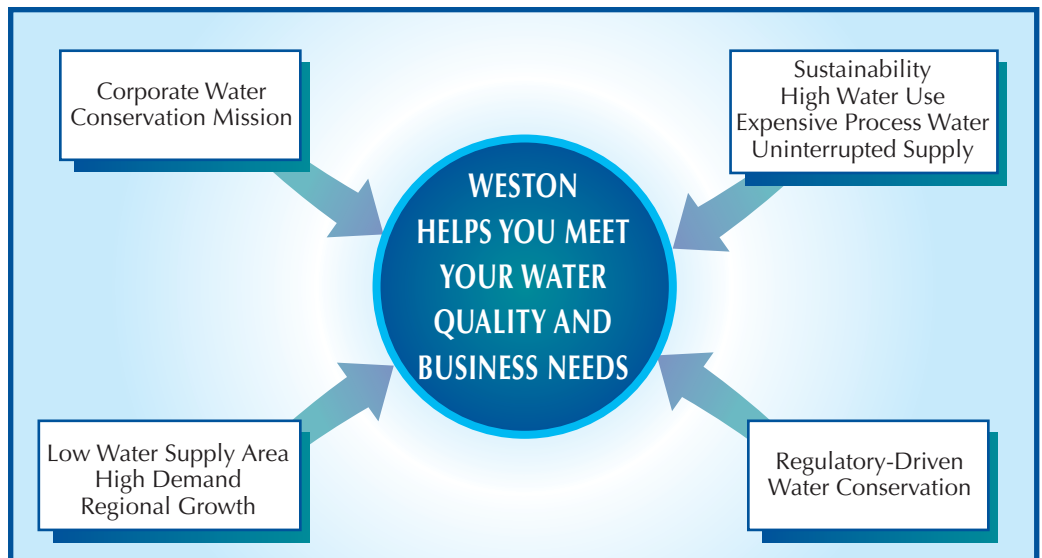 Corporate Water
Conservation Mission
Sustainability
High Water Use
Expensive Process Water
Uninterrupted Supply
WESTON
HELPS YOU MEET
YOUR WATER
QUALITY AND
BUSINESS NEEDS
Low Water Supply Area
High Demand
Regional Growth
Regulatory-Driven
Water Conservation